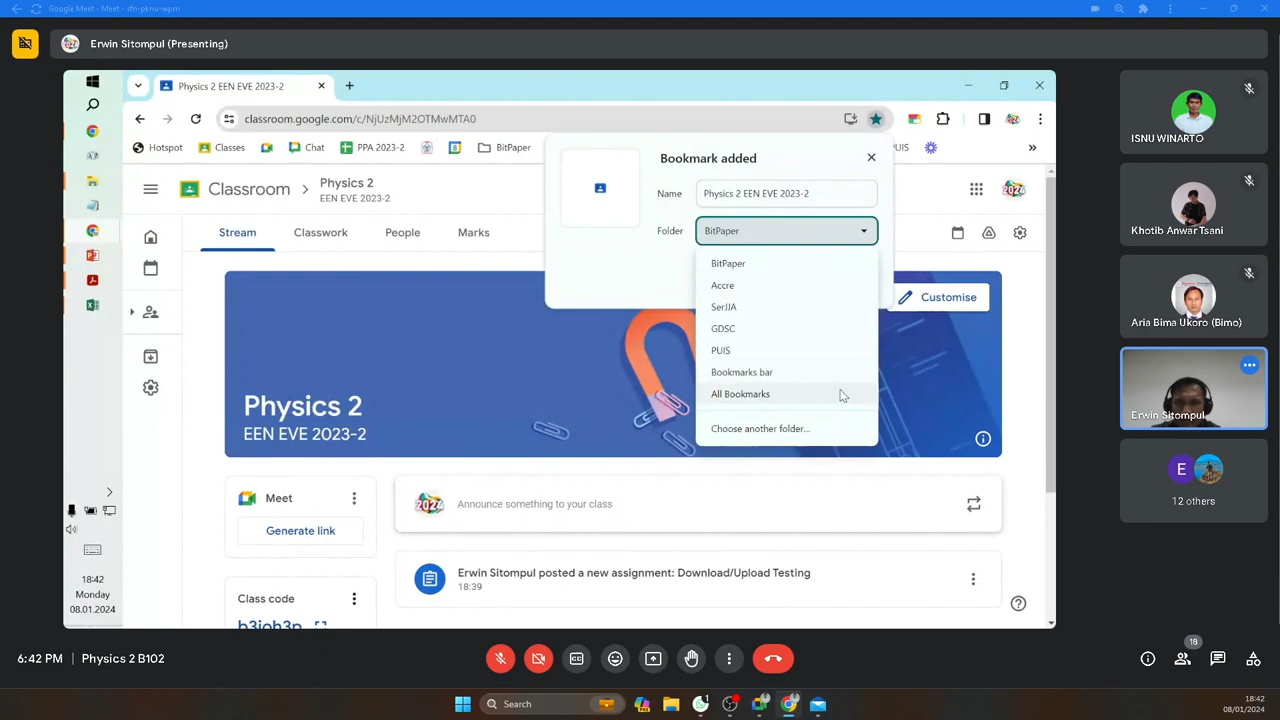 Google Meet - Meet - sfn-pknu-wpm
Erwin Sitompul (Presenting)
Physics 2 EEN EVE 2023-2
classroom.google.com/c/NjUzMjM2OTMwMTA0
Hotspot
Classes
Chat
PPA 2023-2
BitPaper
UIS
Bookmark added
Name
Physics 2 EEN EVE 2023-2
Folder
BitPaper
BitPaper
Accre
SerJJA
GDSC
PUIS
Bookmarks bar
All Bookmarks
Choose another folder...
Classroom
Physics 2
EEN EVE 2023-2
Stream
Classwork
People
Marks
Customise
Physics 2
EEN EVE 2023-2
Meet
Generate link
Announce something to your class
Erwin Sitompul posted a new assignment: Download/Upload Testing
18:39
Class code
b3ioh3p
18:42
Monday
08.01.2024
ISNU WINARTO
Khotib Anwar Tsani
Aria Bima Ukoro (Bimo)
Erwin Sitompul
E
12 others
6:42 PM | Physics 2 B102
18
Search
18:42
08/01/2024